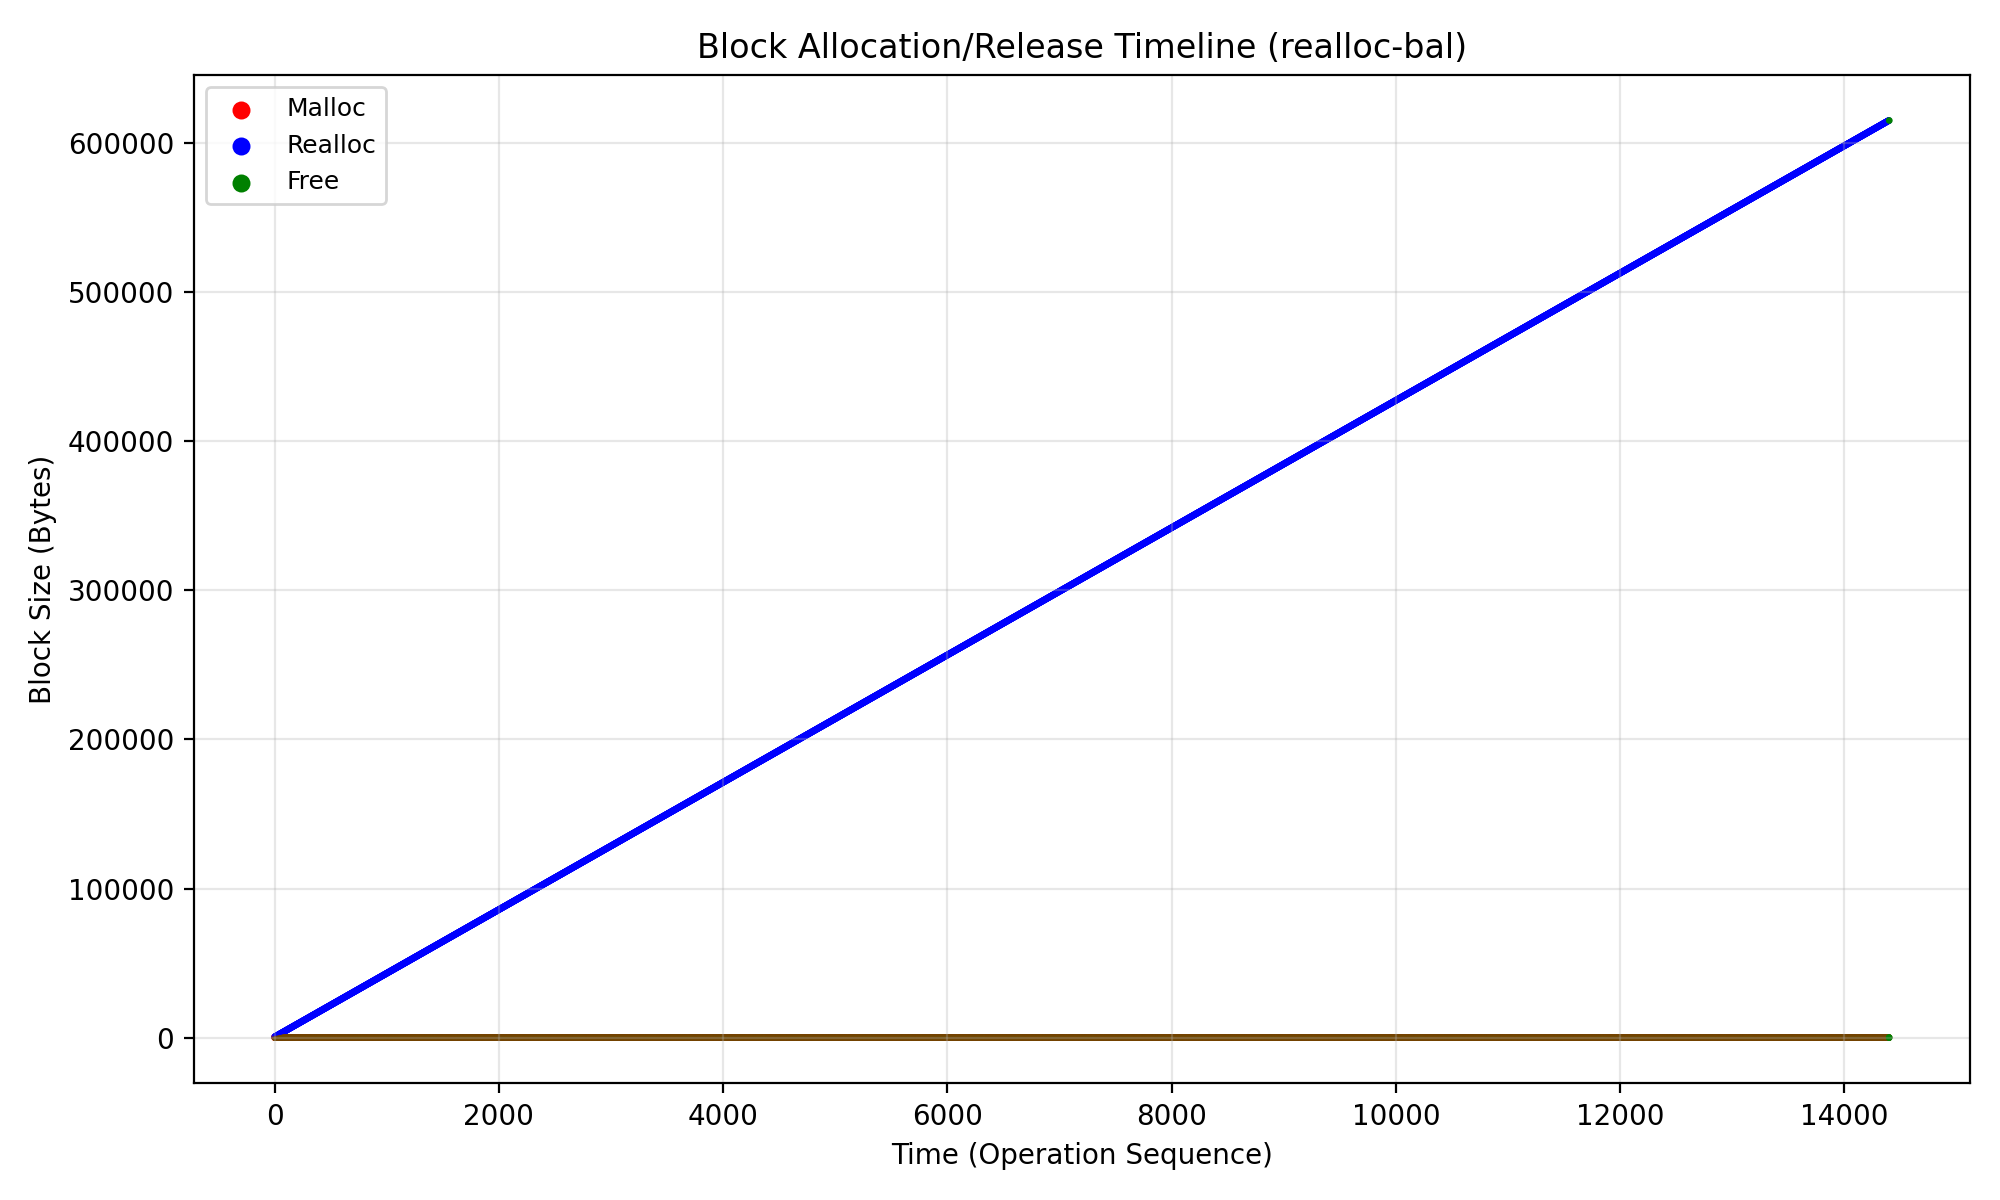 Block Allocation/Release Timeline (realloc-bal)
Malloc
Realloc
Free
Block Size (Bytes)
600000
500000
400000
300000
200000
100000
0
0 2000 4000 6000 8000 10000 12000 14000
Time (Operation Sequence)